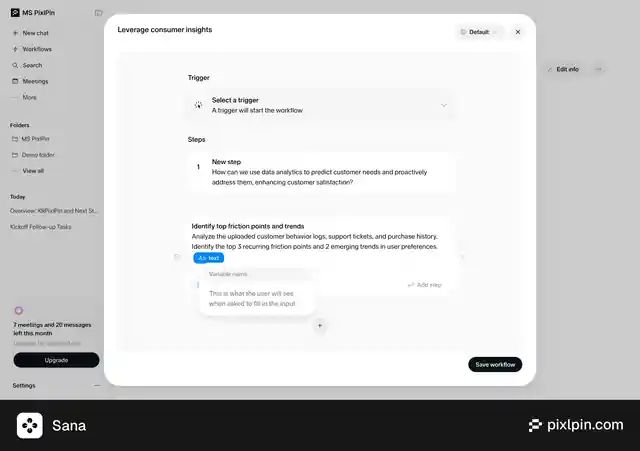 MS PixlPin
New chat
Workflows
Search
Meetings
More
Folders
MS PixlPin
Demo folder
View all
Today
Overview: KRPixlPin and Next St...
Kickoff Follow-up Tasks
7 meetings and 20 messages
left this month
Upgrade
Settings
Leverage consumer insights
Default
Edit info
Trigger
Select a trigger
A trigger will start the workflow
Steps
1
New step
How can we use data analytics to predict customer needs and proactively
address them, enhancing customer satisfaction?
Identify top friction points and trends
Analyze the uploaded customer behavior logs, support tickets, and purchase history.
Identify the top 3 recurring friction points and 2 emerging trends in user preferences.
text
Variable name
This is what the user will see
when asked to fill in the input
Add step
Save workflow
Sana
pixlpin.com